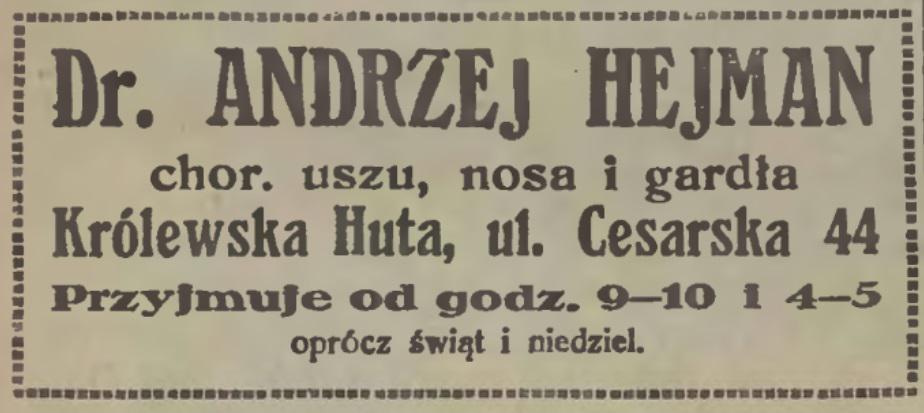 Dr. ANDRZEJ HEJMAN
chor. uszu, nosa i gardła
Królewska Huta, ul. Cesarska 44
Przyjmuje od godz. 9—10 i 4—5
oprócz świąt i niedziel.